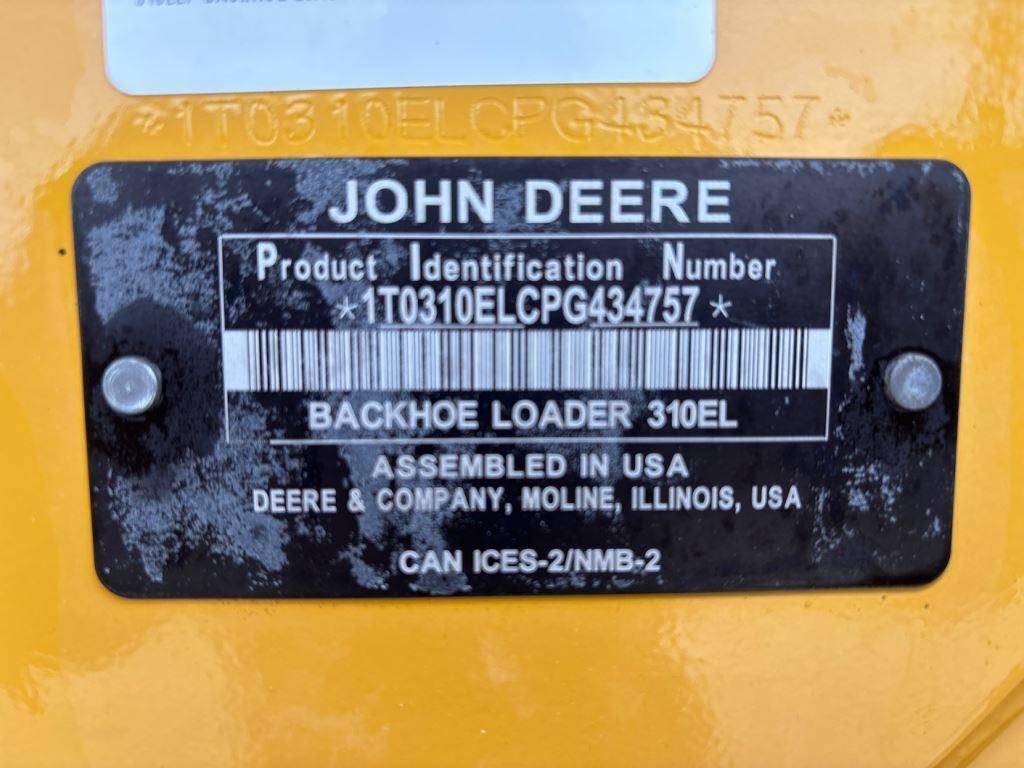 *1T0310ELCPG434757*
JOHN DEERE
Product Identification Number
*1T0310ELCPG434757*
BACKHOE LOADER 310EL
ASSEMBLED IN USA
DEERE & COMPANY, MOLINE, ILLINOIS, USA
CAN ICES-2/NMB-2